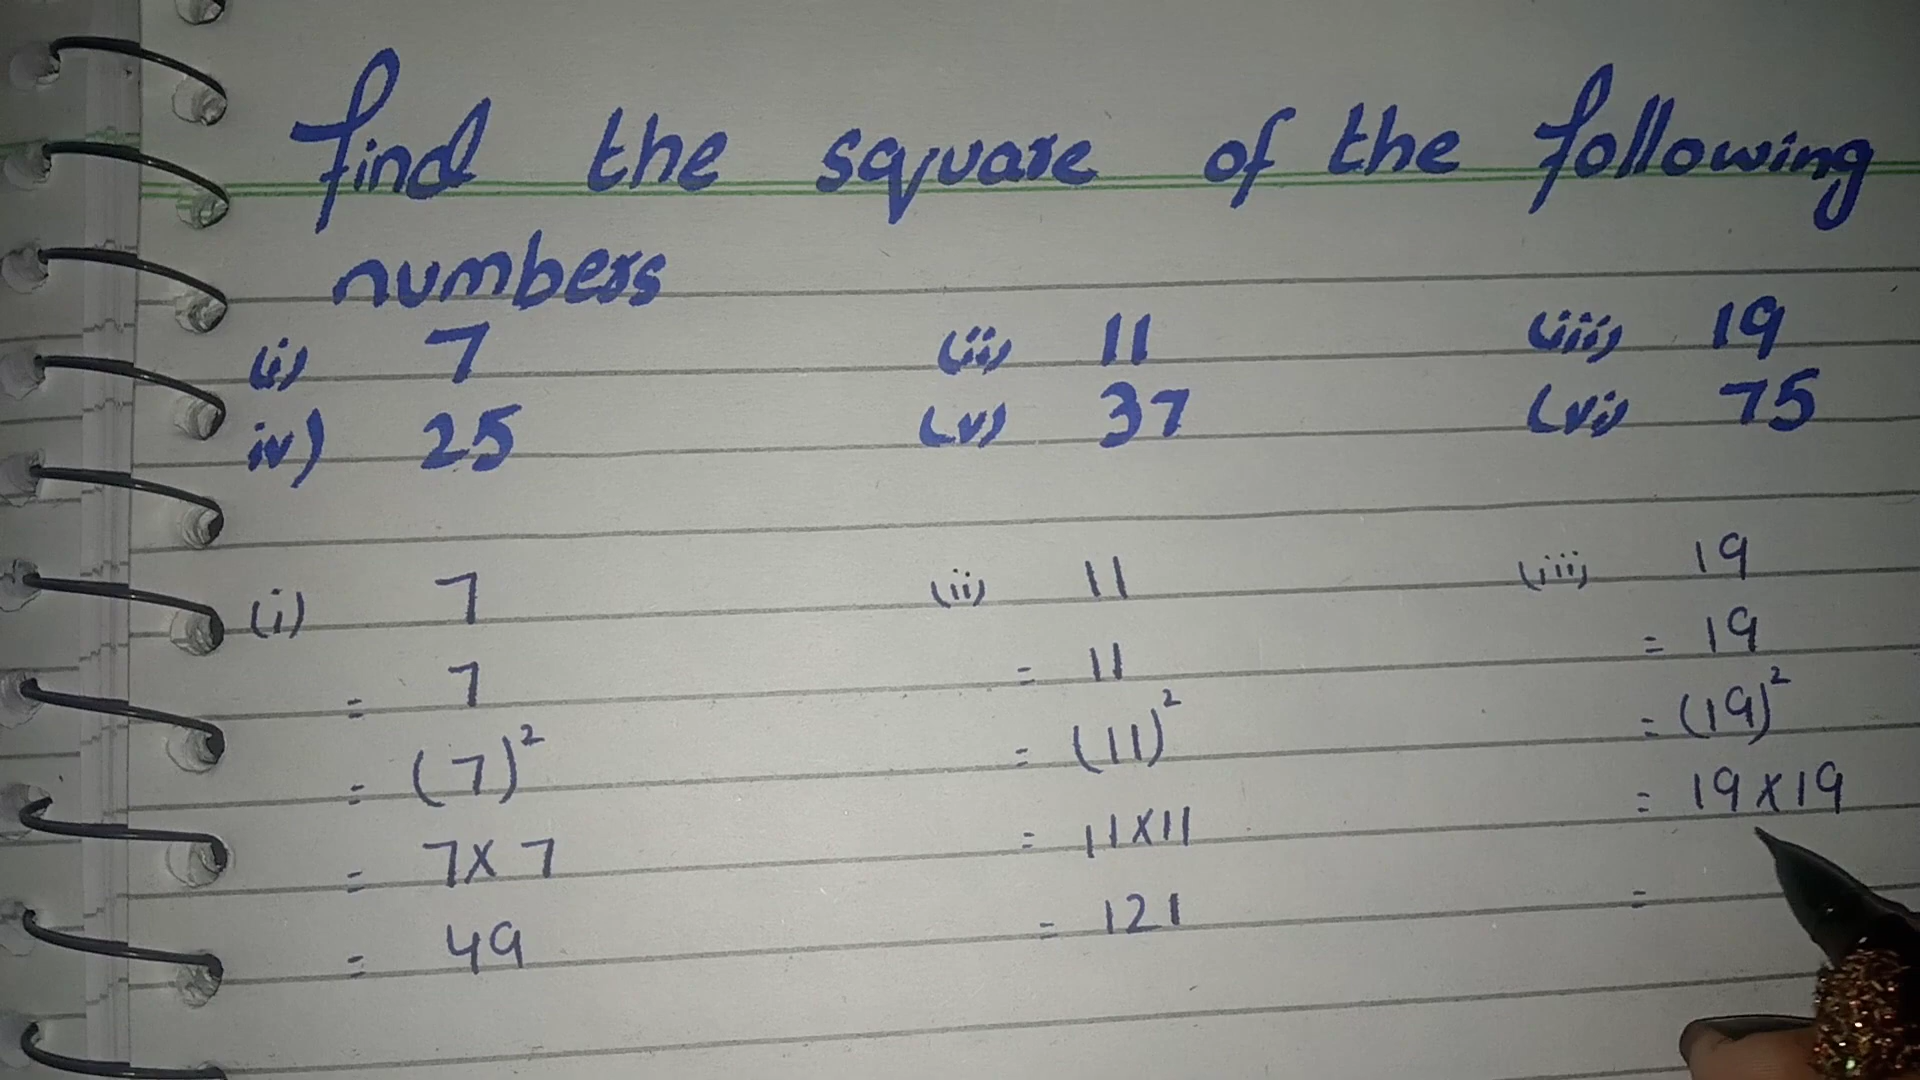 find the square of the following
numbers
(i) 7 (ii) 11 (iii) 19
iv) 25 (v) 37 (vi) 75
(i) 7 (ii) 11 (iii) 19
= 7 = 11 = 19
= (7)² = (11)² = (19)²
= 7×7 = 11×11 = 19×19
= 49 = 121 =